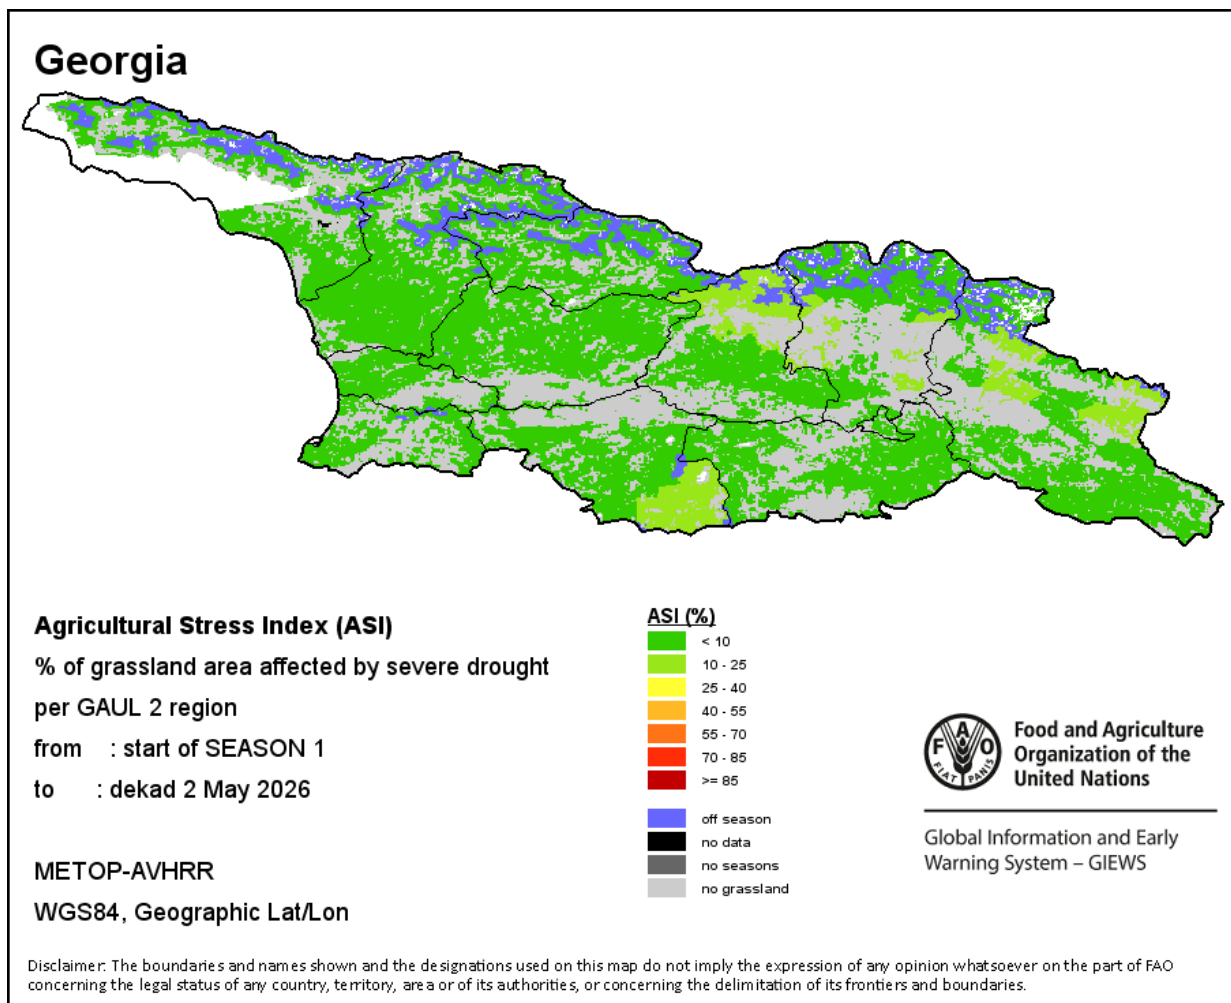 Georgia
Agricultural Stress Index (ASI)
% of grassland area affected by severe drought
per GAUL 2 region
from : start of SEASON 1
to : dekad 2 May 2026
METOP-AVHRR
WGS84, Geographic Lat/Lon
ASI (%)
< 10
10 - 25
25 - 40
40 - 55
55 - 70
70 - 85
>= 85
off season
no data
no seasons
no grassland
F A O
FIAT PANIS
Food and Agriculture
Organization of the
United Nations
Global Information and Early
Warning System – GIEWS
Disclaimer: The boundaries and names shown and the designations used on this map do not imply the expression of any opinion whatsoever on the part of FAO
concerning the legal status of any country, territory, area or of its authorities, or concerning the delimitation of its frontiers and boundaries.